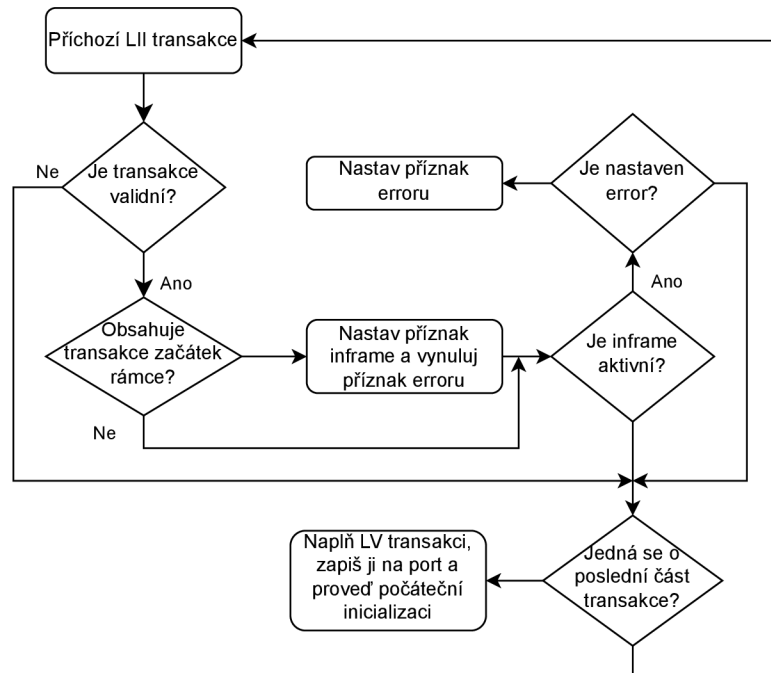 Příchozí LII transakce
Ne
Je transakce
validní?
Nastav příznak
erroru
Je nastaven
error?
Ano
Ano
Obsahuje
transakce začátek
rámce?
Nastav příznak
inframe a vynuluj
příznak erroru
Je inframe
aktivní?
Ne
Naplň LV transakci,
zapiš ji na port a
proveď počáteční
inicializaci
Jedná se o
poslední část
transakce?